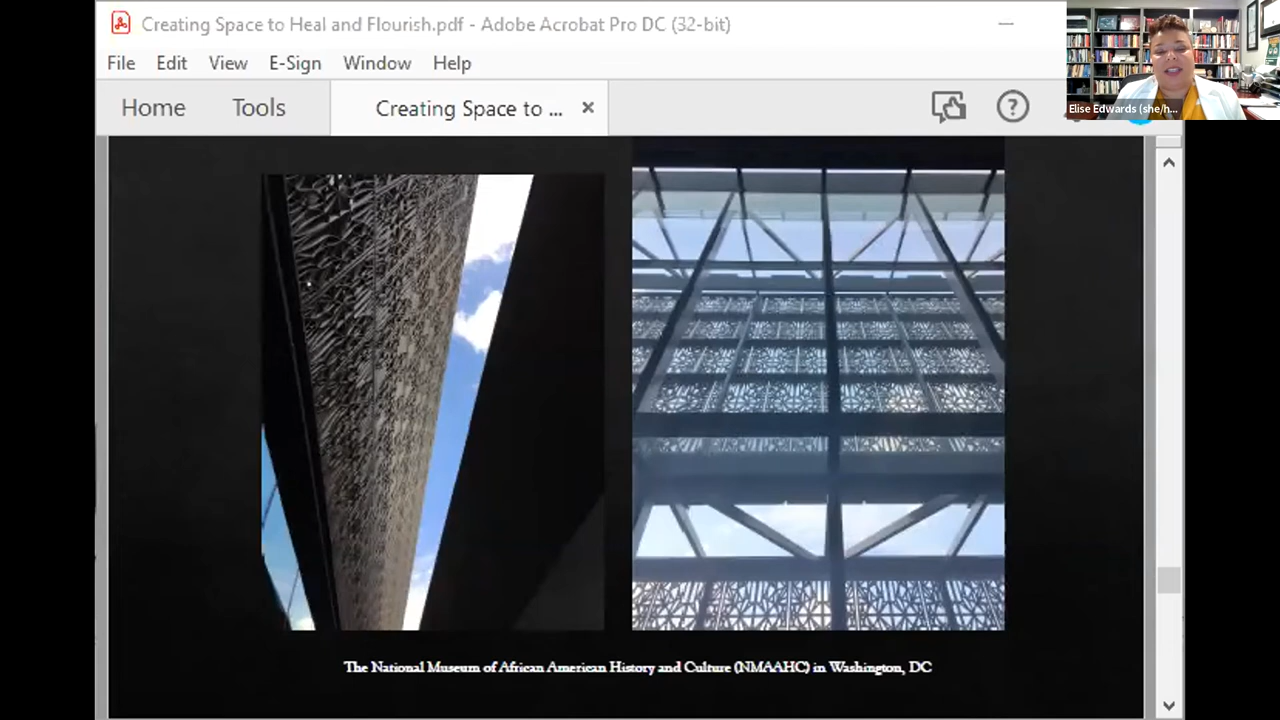 Creating Space to Heal and Flourish.pdf - Adobe Acrobat Pro DC (32-bit)
File Edit View E-Sign Window Help
Home Tools Creating Space to ...
Elise Edwards (she/h...
The National Museum of African American History and Culture (NMAAHC) in Washington, DC